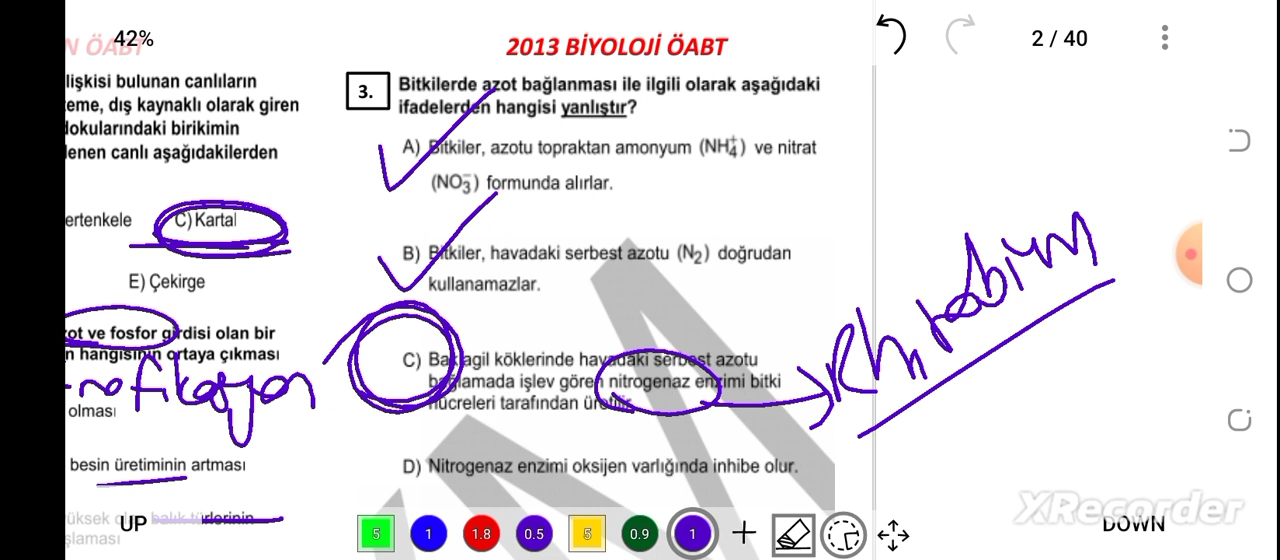 42%
N ÖABT
2013 BİYOLOJİ ÖABT
2 / 40
lişkisi bulunan canlıların
eme, dış kaynaklı olarak giren
dokularındaki birikimin
lenen canlı aşağıdakilerden
ertenkele C) Kartal
E) Çekirge
ot ve fosfor girdisi olan bir
n hangisinin ortaya çıkması
olması
besin üretiminin artması
UP
3. Bitkilerde azot bağlanması ile ilgili olarak aşağıdaki
ifadelerden hangisi yanlıştır?
A) Bitkiler, azotu topraktan amonyum (NH₄⁺) ve nitrat
(NO₃⁻) formunda alırlar.
B) Bitkiler, havadaki serbest azotu (N₂) doğrudan
kullanamazlar.
C) Baklagil köklerinde havadaki serbest azotu
bağlamada işlev gören nitrogenaz enzimi bitki
hücreleri tarafından üretilir.
D) Nitrogenaz enzimi oksijen varlığında inhibe olur.
Rhizobium
5 1 1.8 0.5 5 0.9 1
XRecorder
DOWN